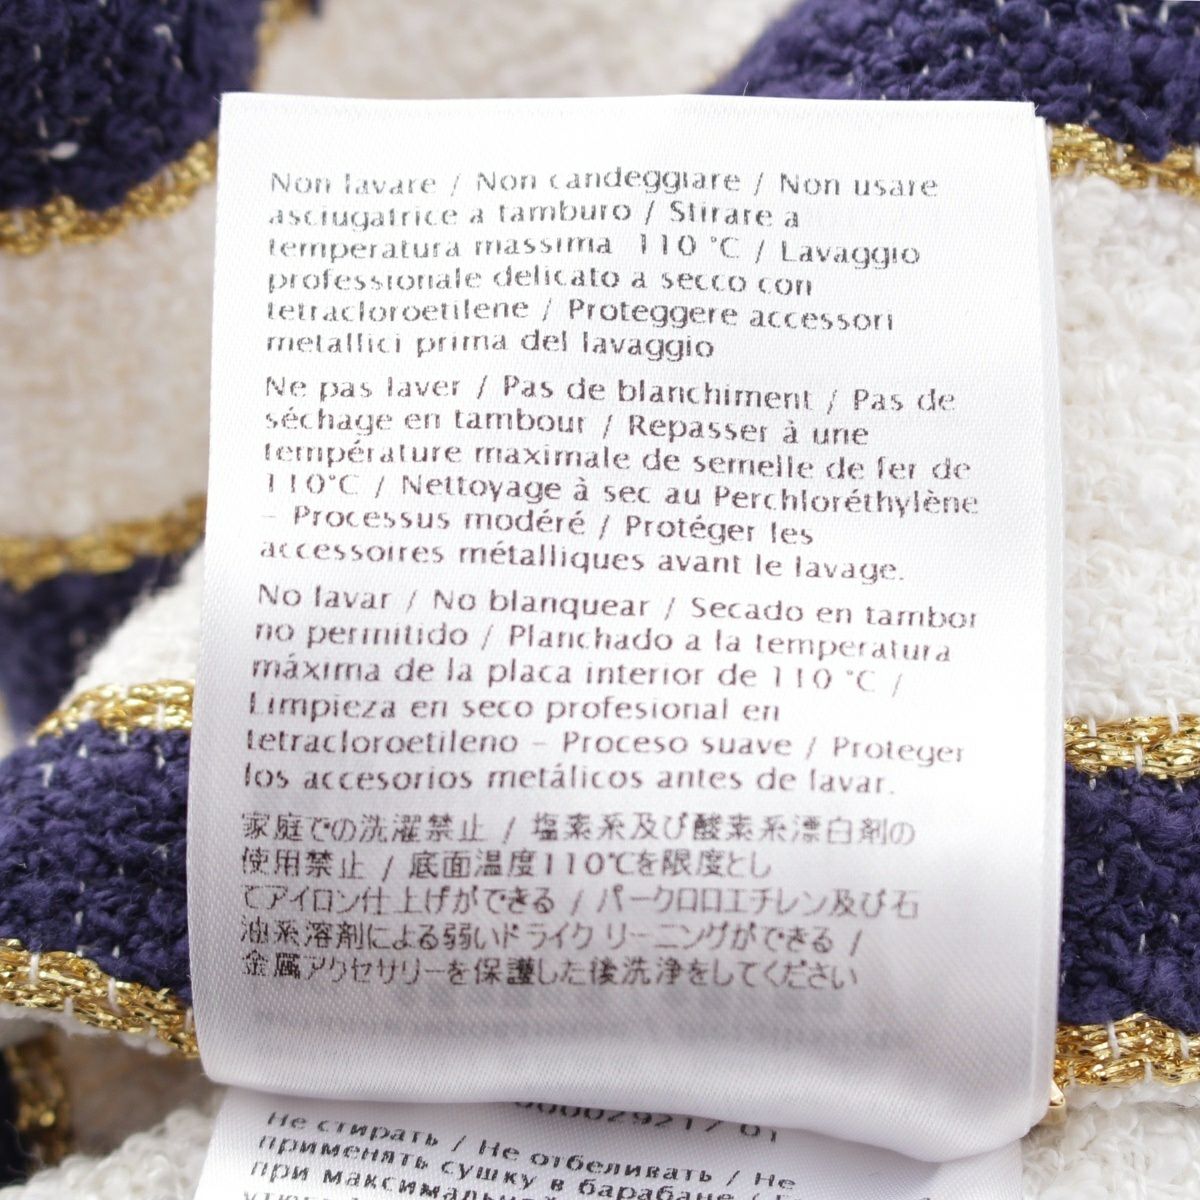 Non lavare / Non candeggiare / Non usare
asciugatrice a tamburo / Stirare a
temperatura massima 110 °C / Lavaggio
professionale delicato a secco con
tetracloroetilene / Proteggere accessori
metallici prima del lavaggio
Ne pas laver / Pas de blanchiment / Pas de
séchage en tambour / Repasser à une
température maximale de semelle de fer de
110°C / Nettoyage à sec au Perchloréthylène
– Processus modéré / Protéger les
accessoires métalliques avant le lavage.
No lavar / No blanquear / Secado en tambor
no permitido / Planchado a la temperatura
máxima de la placa interior de 110 °C /
Limpieza en seco profesional en
tetracloroetileno – Proceso suave / Proteger
los accesorios metálicos antes de lavar.
家庭での洗濯禁止 / 塩素系及び酸素系漂白剤の
使用禁止 / 底面温度110℃を限度とし
てアイロン仕上げができる / パークロロエチレン及び石
油系溶剤による弱いドライクリーニングができる /
金属アクセサリーを保護した後洗浄をしてください
Не стирать / Не отбеливать / Не
применять сушку в барабане /
при